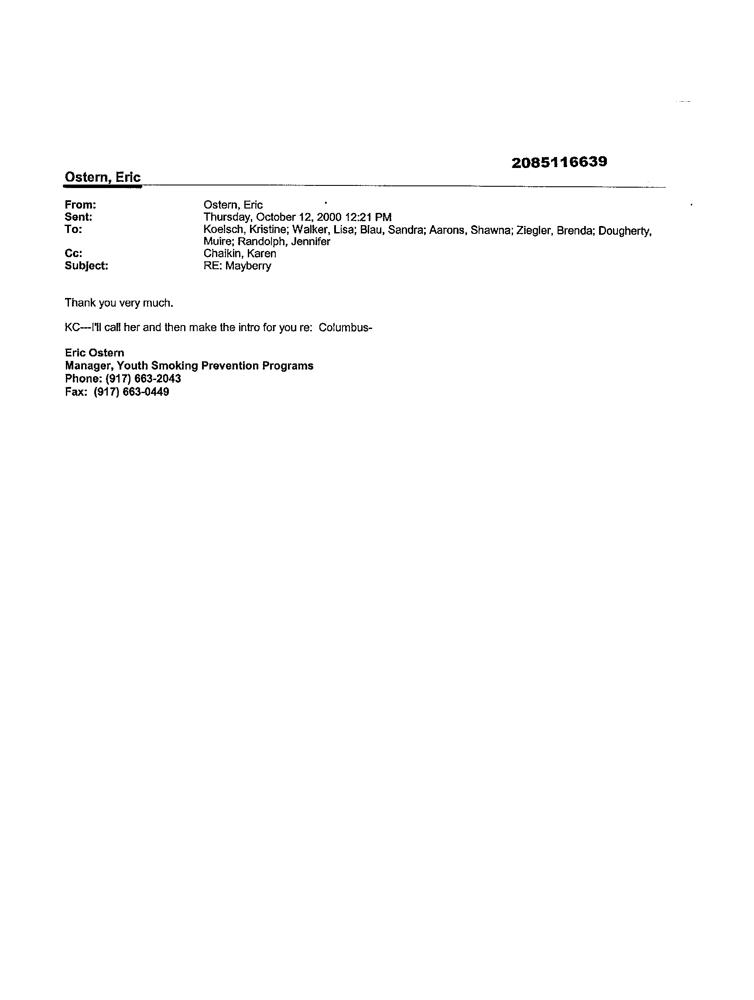 2085116639
Ostern, Eric
From: Ostern, Eric
Sent: Thursday, October 12, 2000 12:21 PM
To: Koelsch, Kristine; Walker, Lisa; Blau, Sandra; Aarons, Shawna; Ziegler, Brenda; Dougherty,
Muire; Randolph, Jennifer
Cc: Chaikin, Karen
Subject: RE: Mayberry
Thank you very much.
KC---I'll call her and then make the intro for you re: Columbus-
Eric Ostern
Manager, Youth Smoking Prevention Programs
Phone: (917) 663-2043
Fax: (917) 663-0449